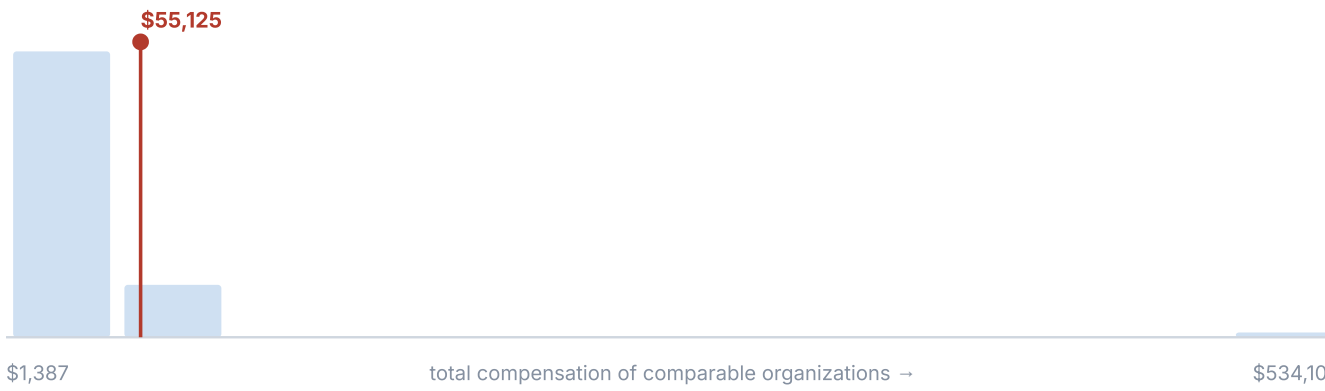 $55,125
$1,387
total compensation of comparable organizations →
$534,10